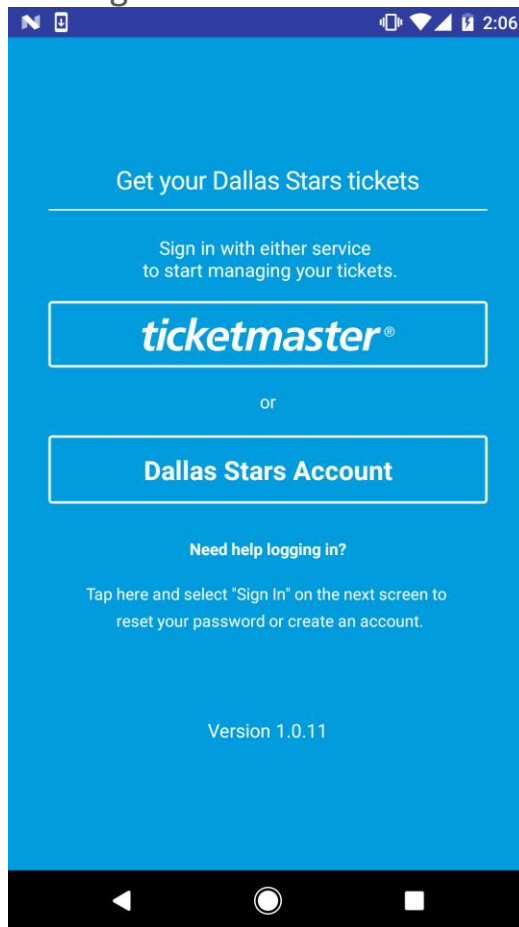 2:06
Get your Dallas Stars tickets
Sign in with either service
to start managing your tickets.
ticketmaster®
or
Dallas Stars Account
Need help logging in?
Tap here and select "Sign In" on the next screen to
reset your password or create an account.
Version 1.0.11